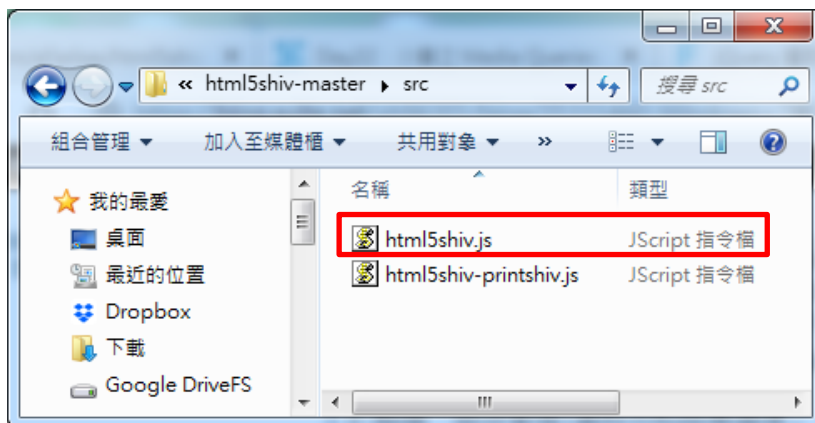 « html5shiv-master ▸ src
搜尋 src
組合管理 加入至媒體櫃 共用對象 »
名稱 類型
我的最愛
桌面
最近的位置
Dropbox
下載
Google DriveFS
html5shiv.js JScript 指令檔
html5shiv-printshiv.js JScript 指令檔